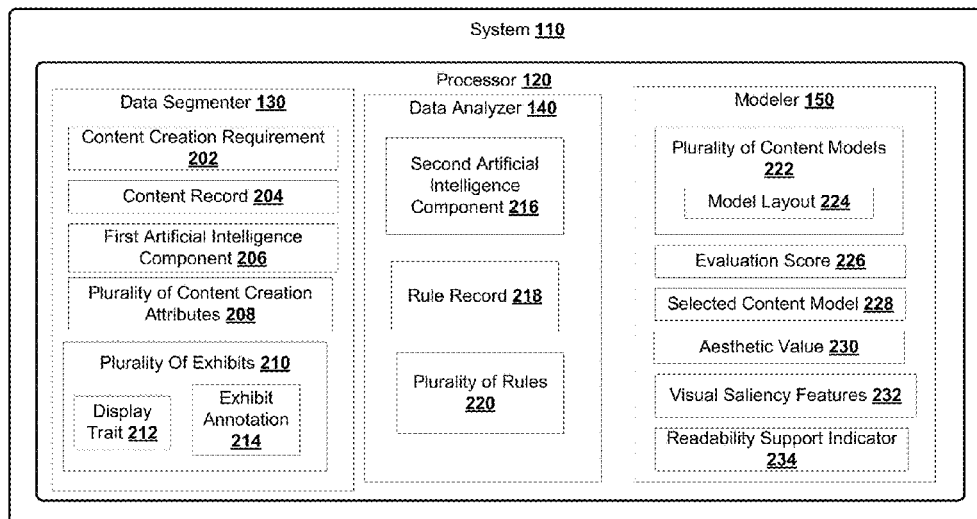 System 110
Processor 120
Data Segmenter 130
Content Creation Requirement
202
Content Record 204
First Artificial Intelligence
Component 206
Plurality of Content Creation
Attributes 208
Plurality Of Exhibits 210
Display
Trait 212
Exhibit
Annotation
214
Data Analyzer 140
Second Artificial
Intelligence
Component 216
Rule Record 218
Plurality of Rules
220
Modeler 150
Plurality of Content Models
222
Model Layout 224
Evaluation Score 226
Selected Content Model 228
Aesthetic Value 230
Visual Saliency Features 232
Readability Support Indicator
234